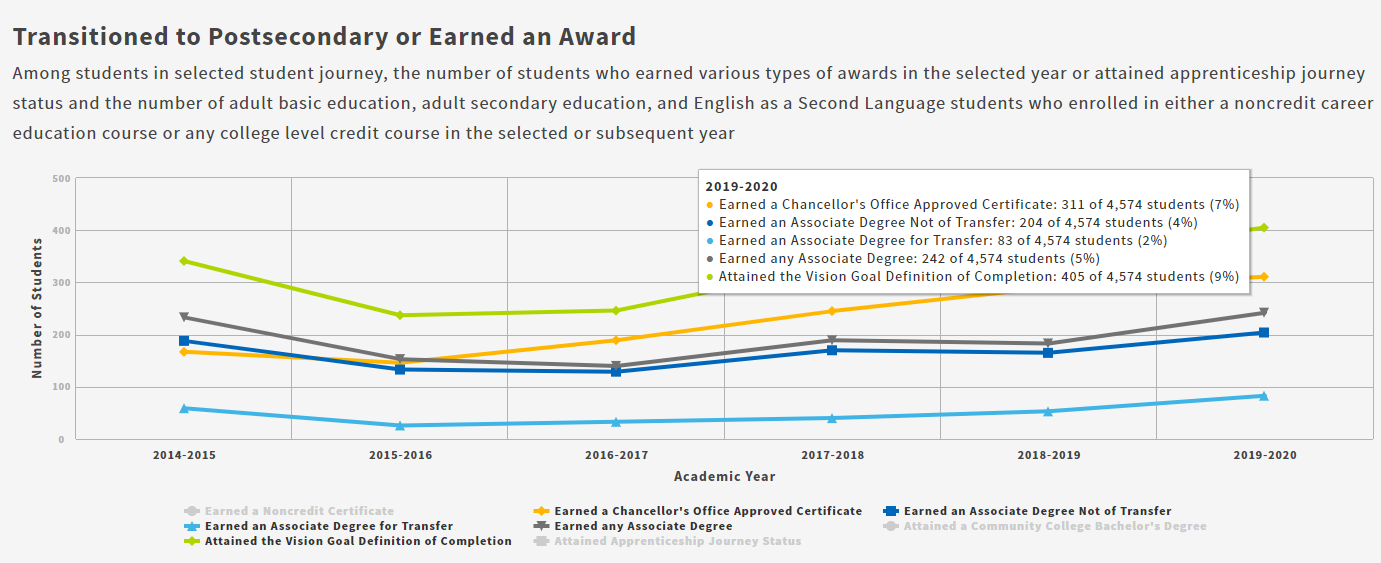 Transitioned to Postsecondary or Earned an Award
Among students in selected student journey, the number of students who earned various types of awards in the selected year or attained apprenticeship journey
status and the number of adult basic education, adult secondary education, and English as a Second Language students who enrolled in either a noncredit career
education course or any college level credit course in the selected or subsequent year
Number of Students
500
400
300
200
100
0
2019-2020
Earned a Chancellor's Office Approved Certificate: 311 of 4,574 students (7%)
Earned an Associate Degree Not of Transfer: 204 of 4,574 students (4%)
Earned an Associate Degree for Transfer: 83 of 4,574 students (2%)
Earned any Associate Degree: 242 of 4,574 students (5%)
Attained the Vision Goal Definition of Completion: 405 of 4,574 students (9%)
2014-2015 2015-2016 2016-2017 2017-2018 2018-2019 2019-2020
Academic Year
Earned a Noncredit Certificate Earned a Chancellor's Office Approved Certificate Earned an Associate Degree Not of Transfer
Earned an Associate Degree for Transfer Earned any Associate Degree Attained a Community College Bachelor's Degree
Attained the Vision Goal Definition of Completion Attained Apprenticeship Journey Status